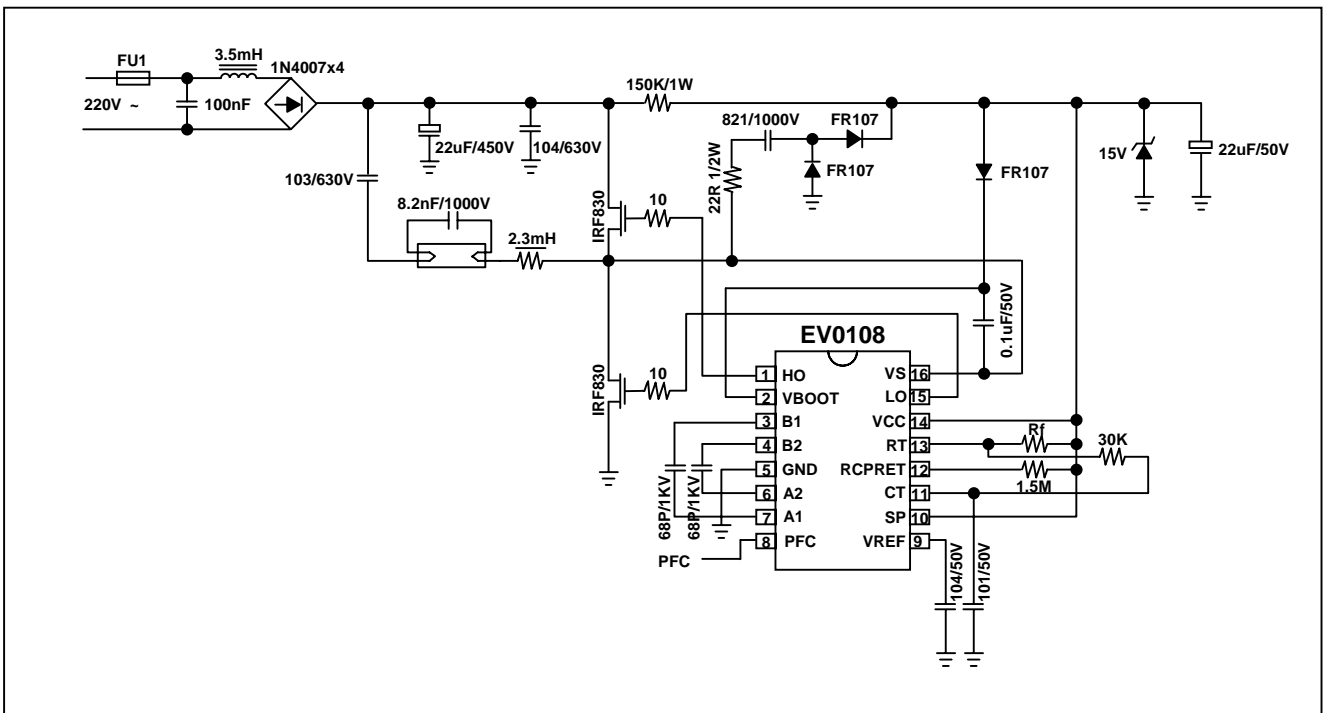 FU1
3.5mH
1N4007x4
220V ~
100nF
150K/1W
22uF/450V
104/630V
821/1000V
FR107
FR107
FR107
15V
22uF/50V
103/630V
8.2nF/1000V
22R 1/2W
IRF830
10
2.3mH
0.1uF/50V
EV0108
IRF830
10
1 HO
VS 16
2 VBOOT
LO 15
3 B1
VCC 14
4 B2
RT 13
Rf
30K
5 GND
RCPRET 12
1.5M
6 A2
CT 11
7 A1
SP 10
8 PFC
VREF 9
68P/1KV
68P/1KV
PFC
104/50V
101/50V